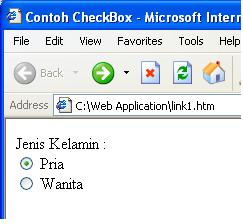 Contoh CheckBox - Microsoft Intern
File Edit View Favorites Tools H
Back
Address C:\Web Application\link1.htm
Jenis Kelamin :
Pria
Wanita